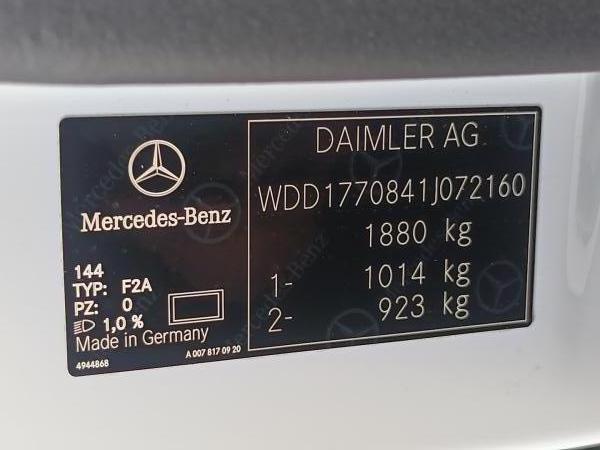 Mercedes-Benz
144
TYP: F2A
PZ: 0
1,0 %
Made in Germany
4944868
A 007 817 09 20
DAIMLER AG
WDD1770841J072160
1880 kg
1- 1014 kg
2- 923 kg